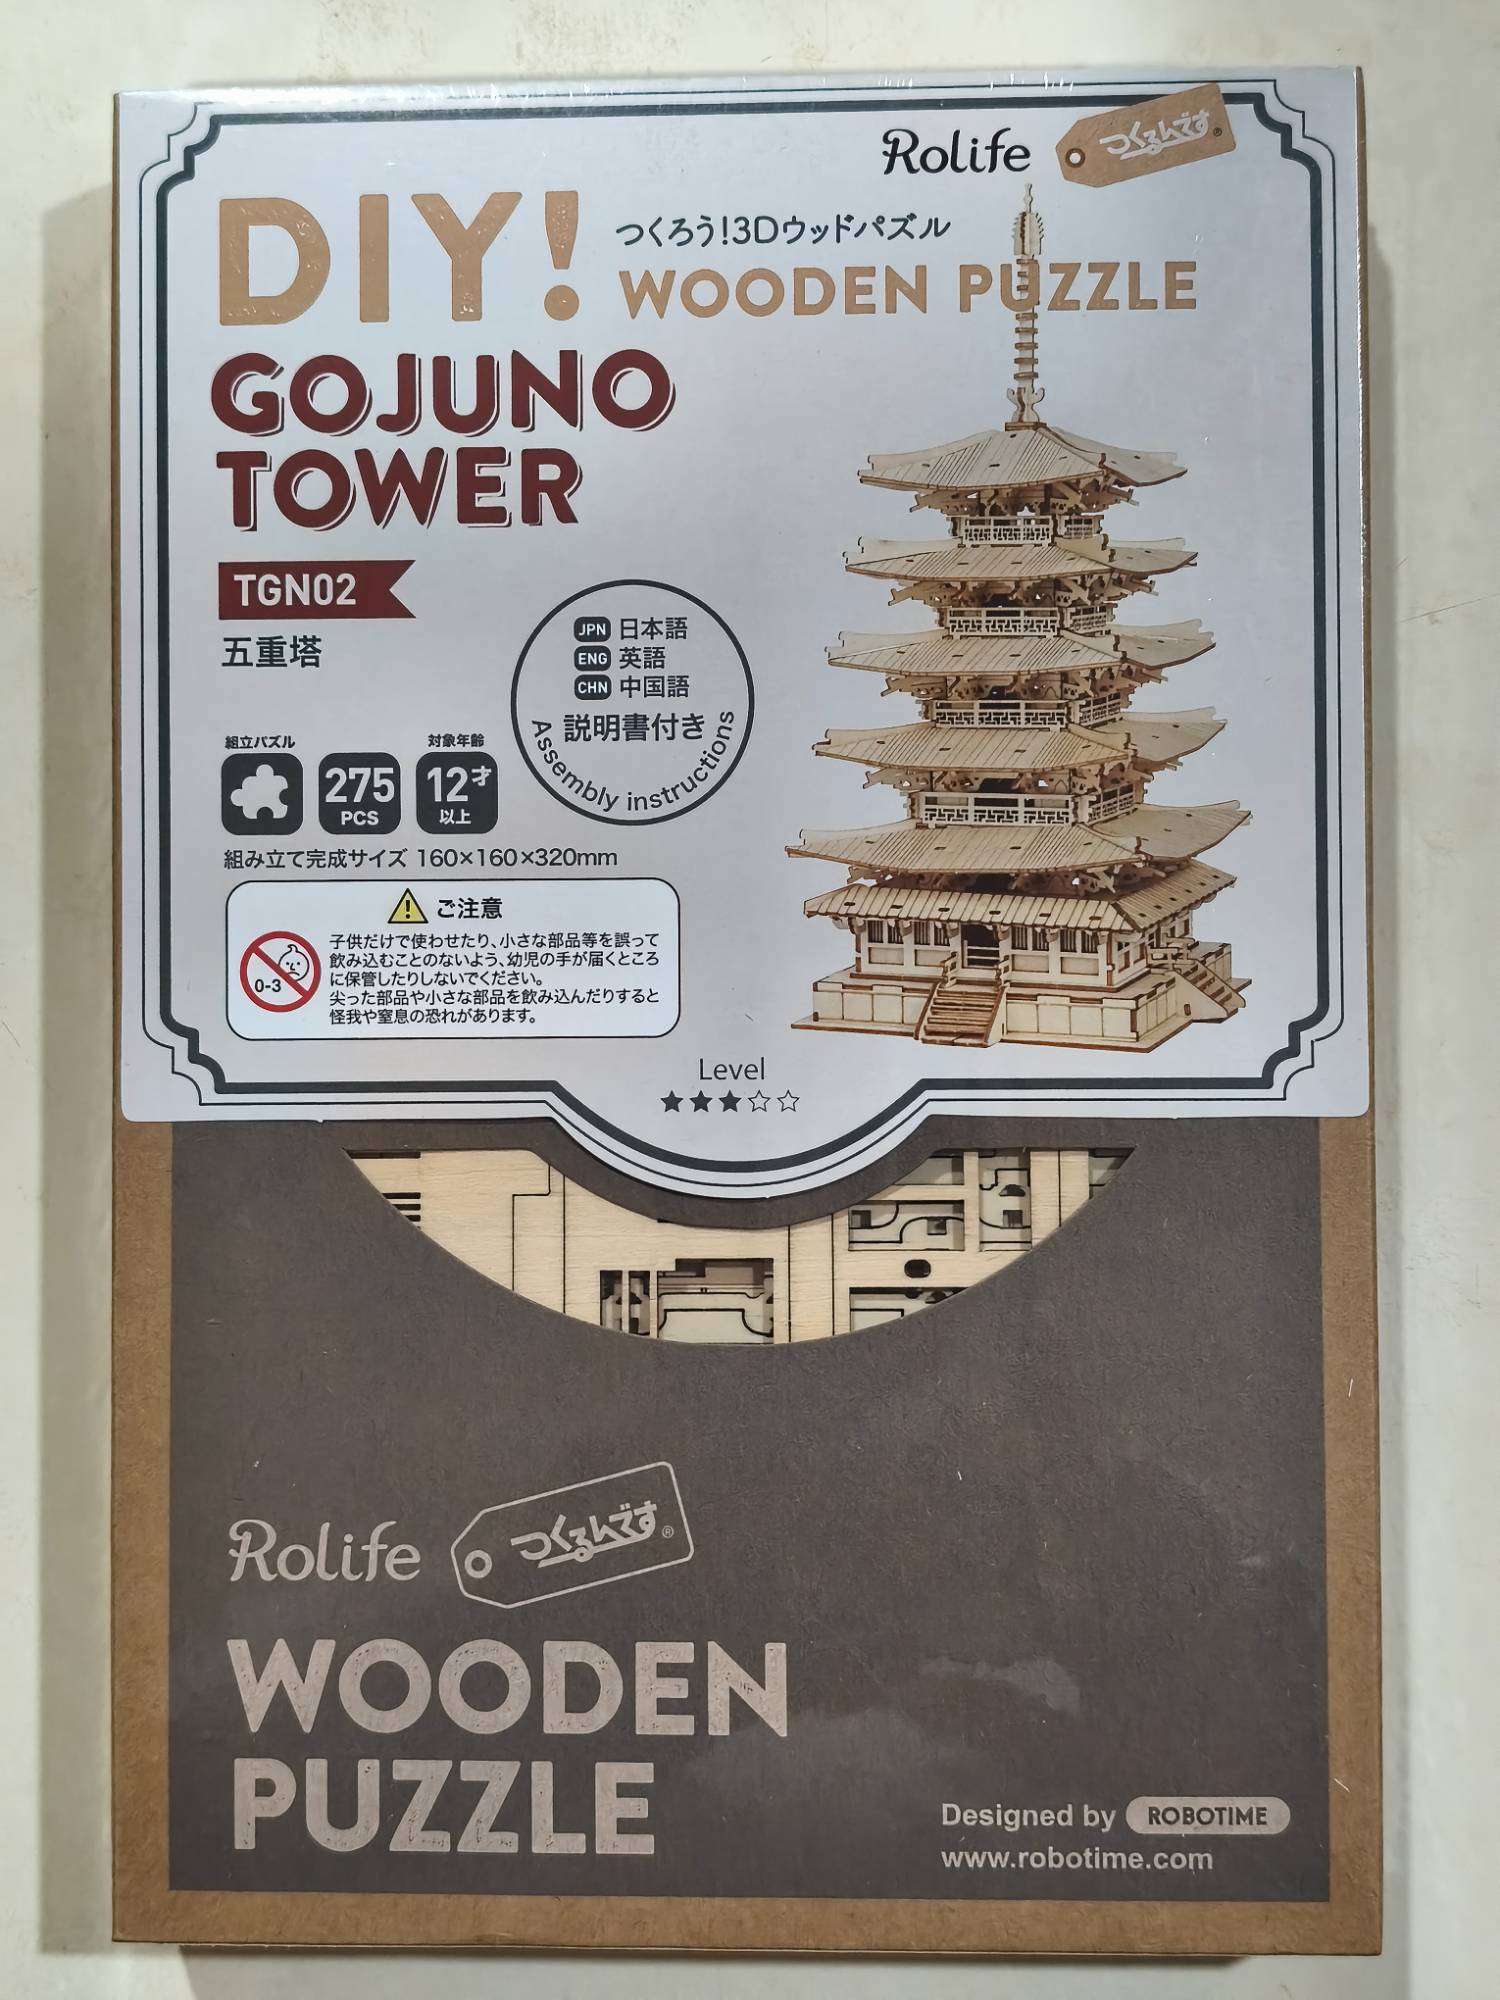 Rolife つくるんです®
DIY! つくろう!3Dウッドパズル
WOODEN PUZZLE
GOJUNO
TOWER
TGN02
五重塔
JPN 日本語
ENG 英語
CHN 中国語
説明書付き
Assembly instructions
組立パズル
275
PCS
対象年齢
12才
以上
組み立て完成サイズ 160×160×320mm
! ご注意
0-3
子供だけで使わせたり、小さな部品等を誤って
飲み込むことのないよう、幼児の手が届くところ
に保管したりしないでください。
尖った部品や小さな部品を飲み込んだりすると
怪我や窒息の恐れがあります。
Level
★★★☆☆
Rolife つくるんです®
WOODEN
PUZZLE
Designed by ROBOTIME
www.robotime.com